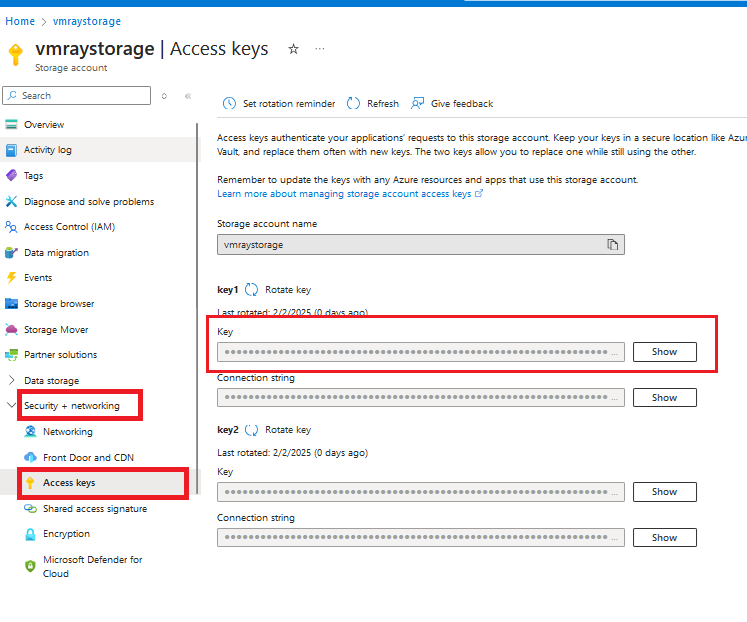 Home > vmraystorage
vmraystorage | Access keys
Storage account
Search
Set rotation reminder
Refresh
Give feedback
Overview
Activity log
Tags
Diagnose and solve problems
Access Control (IAM)
Data migration
Events
Storage browser
Storage Mover
Partner solutions
Data storage
Security + networking
Networking
Front Door and CDN
Access keys
Shared access signature
Encryption
Microsoft Defender for
Cloud
Access keys authenticate your applications' requests to this storage account. Keep your keys in a secure location like Azur
Vault, and replace them often with new keys. The two keys allow you to replace one while still using the other.
Remember to update the keys with any Azure resources and apps that use this storage account.
Learn more about managing storage account access keys
Storage account name
vmraystorage
key1 Rotate key
Last rotated: 2/2/2025 (0 days ago)
Key
Show
Connection string
Show
key2 Rotate key
Last rotated: 2/2/2025 (0 days ago)
Key
Show
Connection string
Show